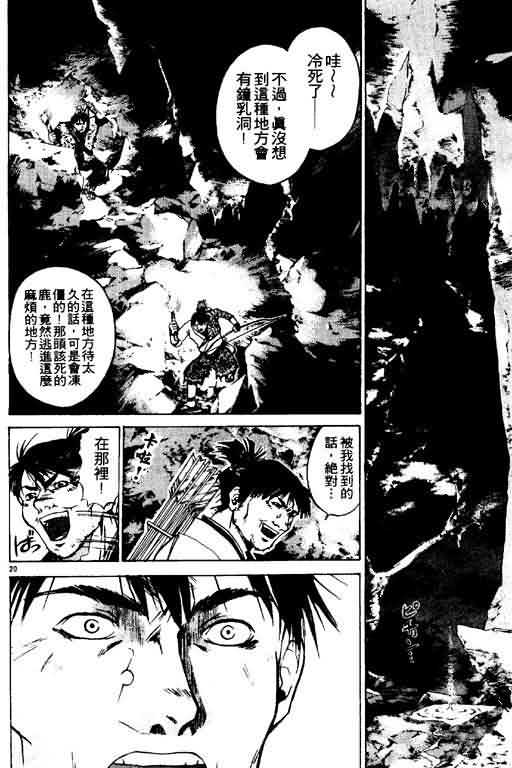 哇~~
冷死了——
不過，真沒想
到這種地方會
有鐘乳洞！
在這種地方待太
久的話，可是會凍
僵的！那頭該死的
鹿，竟然逃進這麼
麻煩的地方！
被我找到的
話，絕對…
在那裡！
20